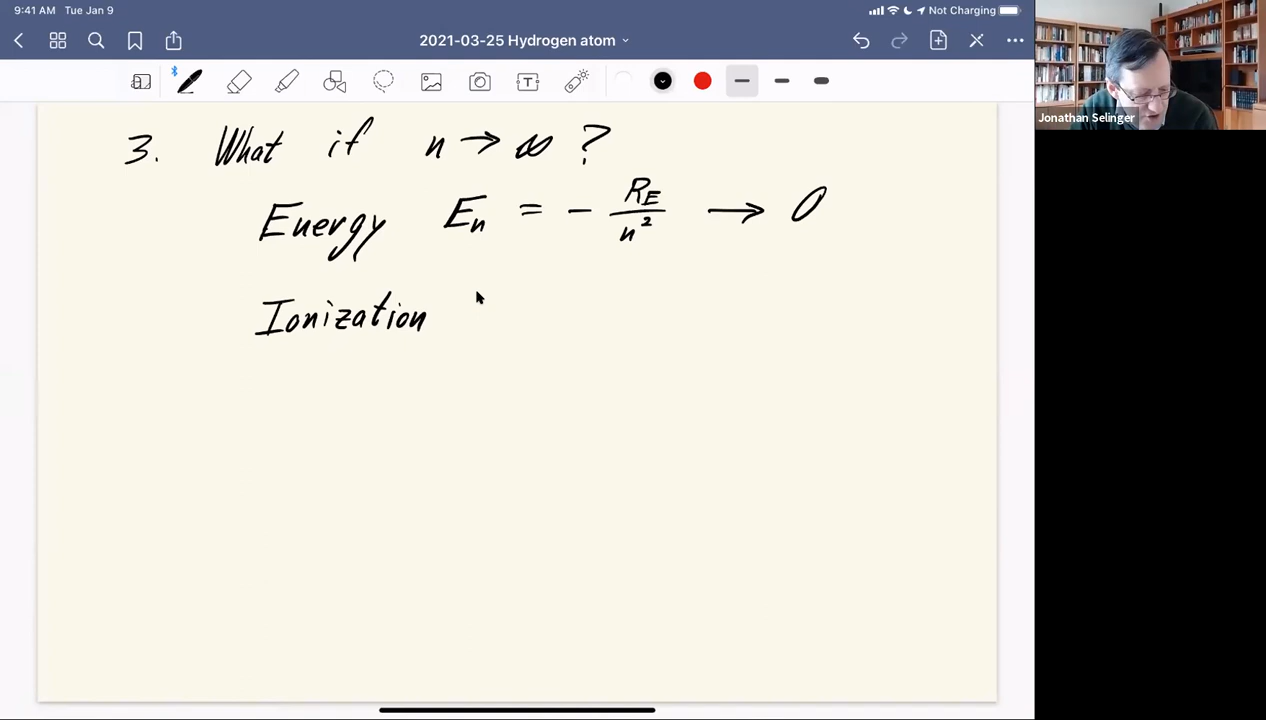 9:41 AM Tue Jan 9
Not Charging
2021-03-25 Hydrogen atom
Jonathan Selinger
3. What if n → ∞ ?
Energy E_n = - R_E / n² → 0
Ionization